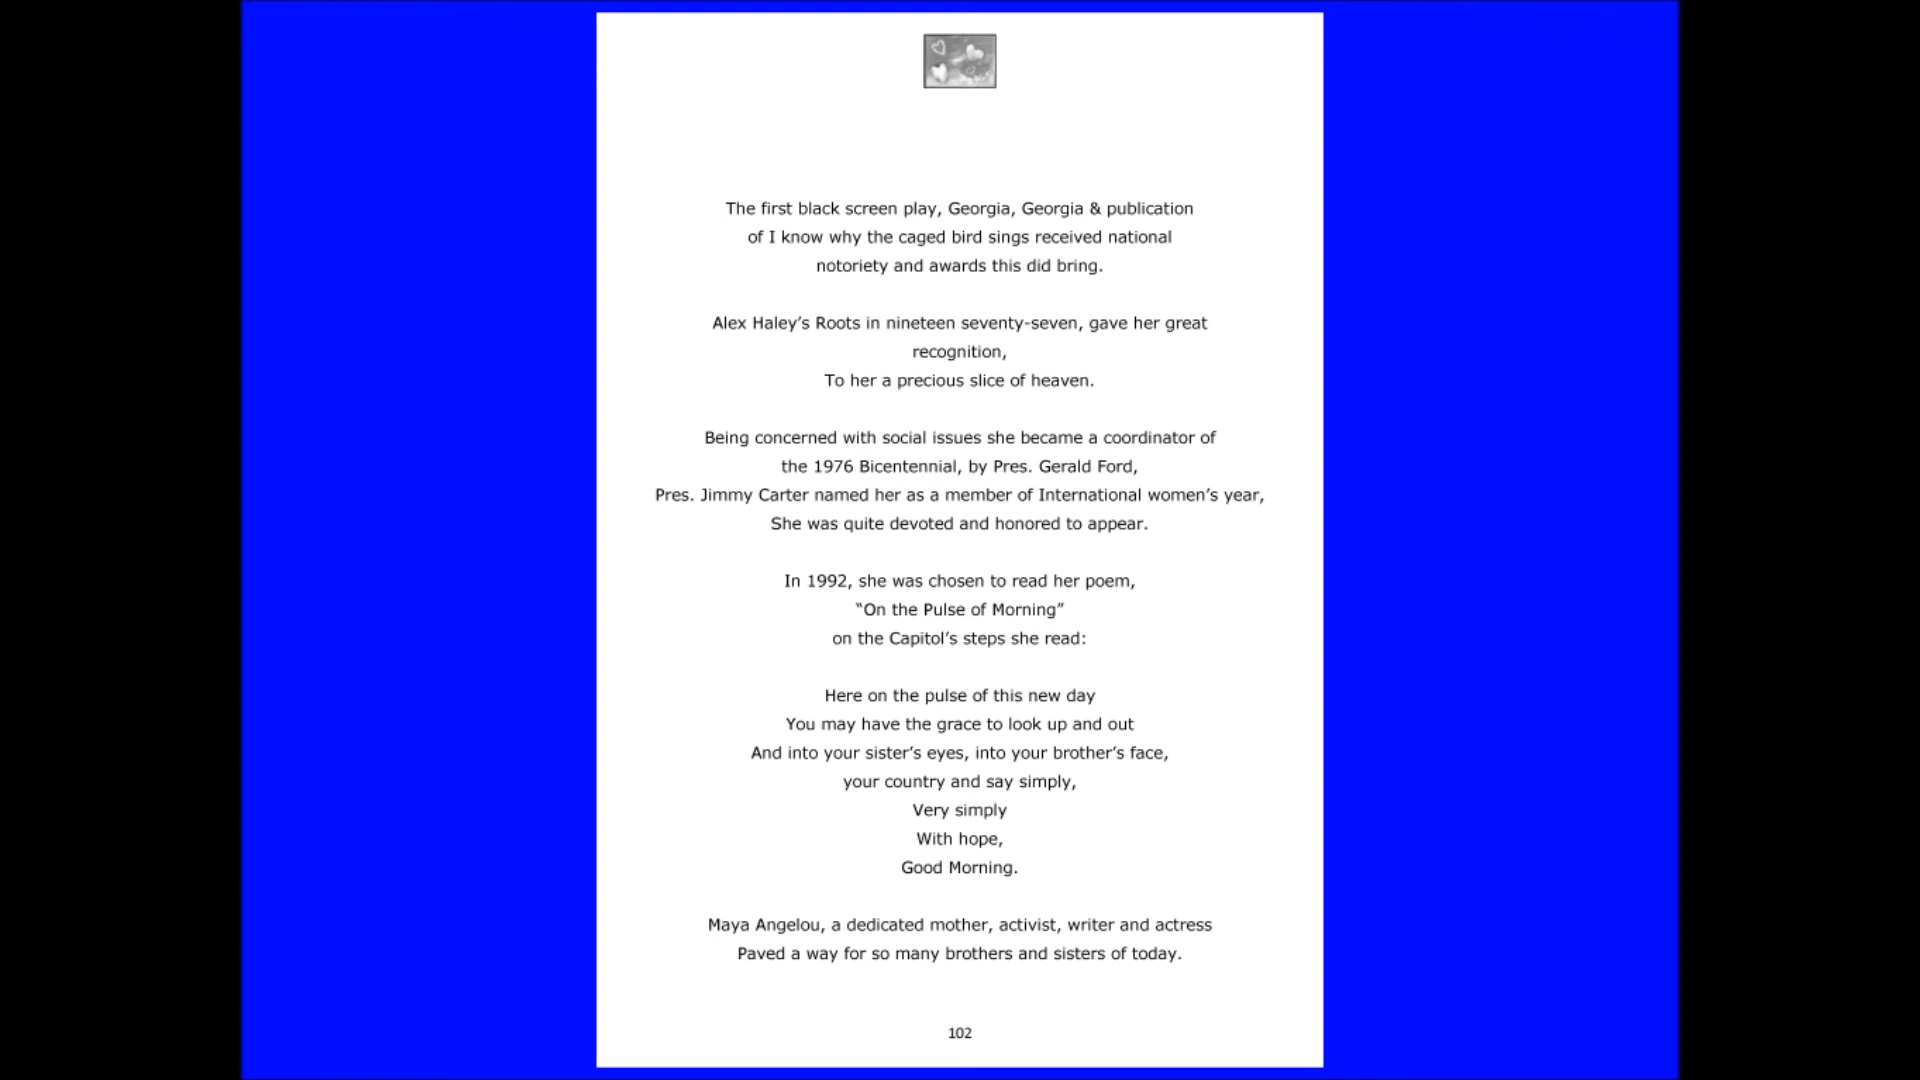 The first black screen play, Georgia, Georgia & publication
of I know why the caged bird sings received national
notoriety and awards this did bring.
Alex Haley’s Roots in nineteen seventy-seven, gave her great
recognition,
To her a precious slice of heaven.
Being concerned with social issues she became a coordinator of
the 1976 Bicentennial, by Pres. Gerald Ford,
Pres. Jimmy Carter named her as a member of International women’s year,
She was quite devoted and honored to appear.
In 1992, she was chosen to read her poem,
“On the Pulse of Morning”
on the Capitol’s steps she read:
Here on the pulse of this new day
You may have the grace to look up and out
And into your sister’s eyes, into your brother’s face,
your country and say simply,
Very simply
With hope,
Good Morning.
Maya Angelou, a dedicated mother, activist, writer and actress
Paved a way for so many brothers and sisters of today.
102